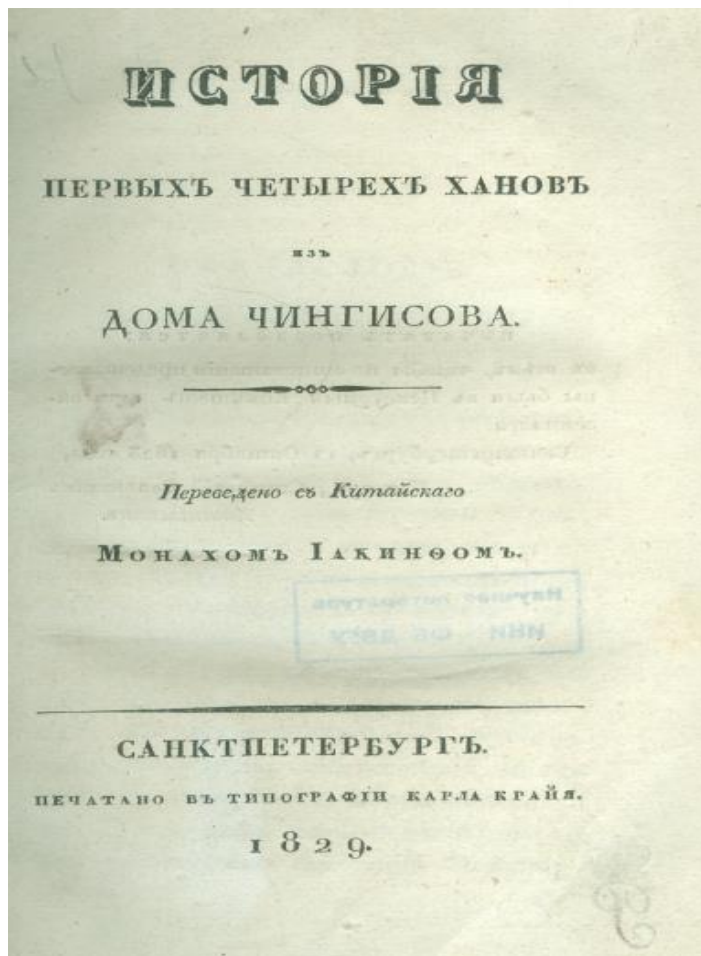 ИСТОРІЯ
ПЕРВЫХЪ ЧЕТЫРЕХЪ ХАНОВЪ
изъ
ДОМА ЧИНГИСОВА.
Переведено съ Китайскаго
Монахомъ Іакинѳомъ.
САНКТПЕТЕРБУРГЪ.
ПЕЧАТАНО ВЪ ТИПОГРАФІИ КАРЛА КРАЙЯ.
1829.